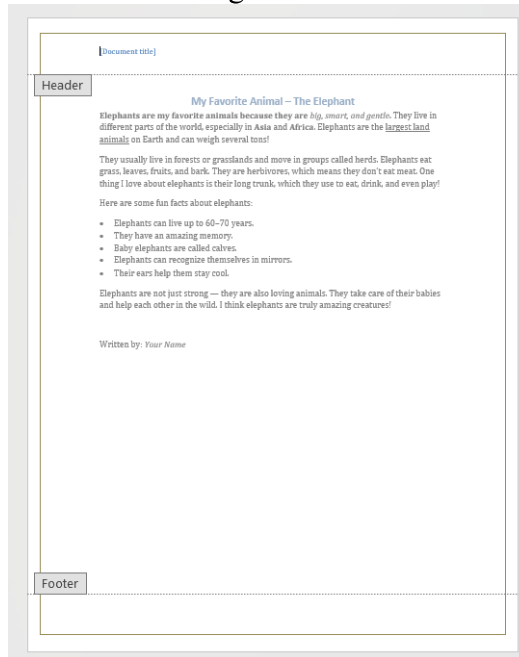 [Document title]
Header
My Favorite Animal – The Elephant
Elephants are my favorite animals because they are big, smart, and gentle. They live in
different parts of the world, especially in Asia and Africa. Elephants are the largest land
animals on Earth and can weigh several tons!
They usually live in forests or grasslands and move in groups called herds. Elephants eat
grass, leaves, fruits, and bark. They are herbivores, which means they don't eat meat. One
thing I love about elephants is their long trunk, which they use to eat, drink, and even play!
Here are some fun facts about elephants:
• Elephants can live up to 60–70 years.
• They have an amazing memory.
• Baby elephants are called calves.
• Elephants can recognize themselves in mirrors.
• Their ears help them stay cool.
Elephants are not just strong — they are also loving animals. They take care of their babies
and help each other in the wild. I think elephants are truly amazing creatures!
Written by: Your Name
Footer